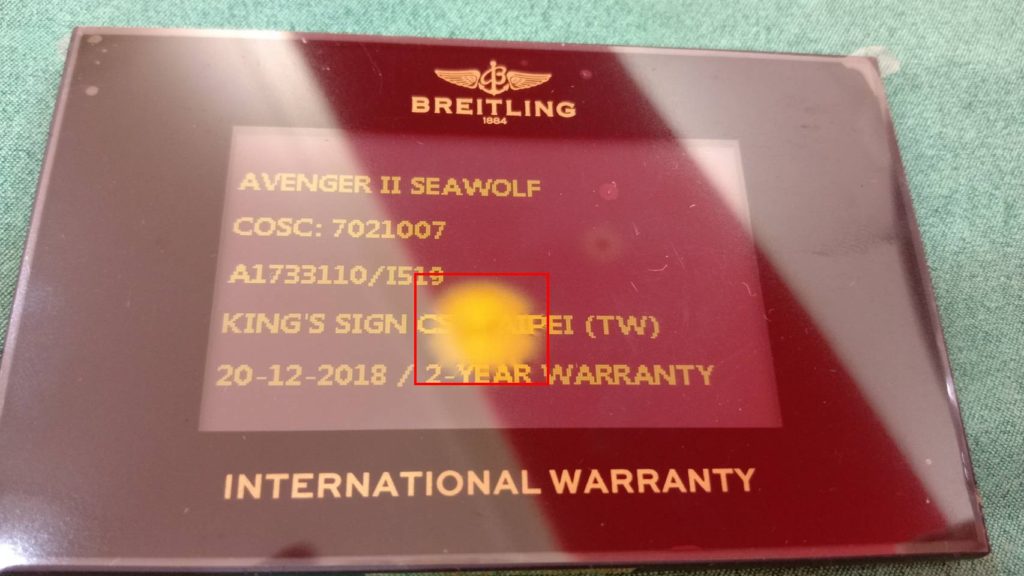 BREITLING
1884
AVENGER II SEAWOLF
COSC: 7021007
A1733110/I519
KING'S SIGN (TW)
20-12-2018 / 2-YEAR WARRANTY
INTERNATIONAL WARRANTY